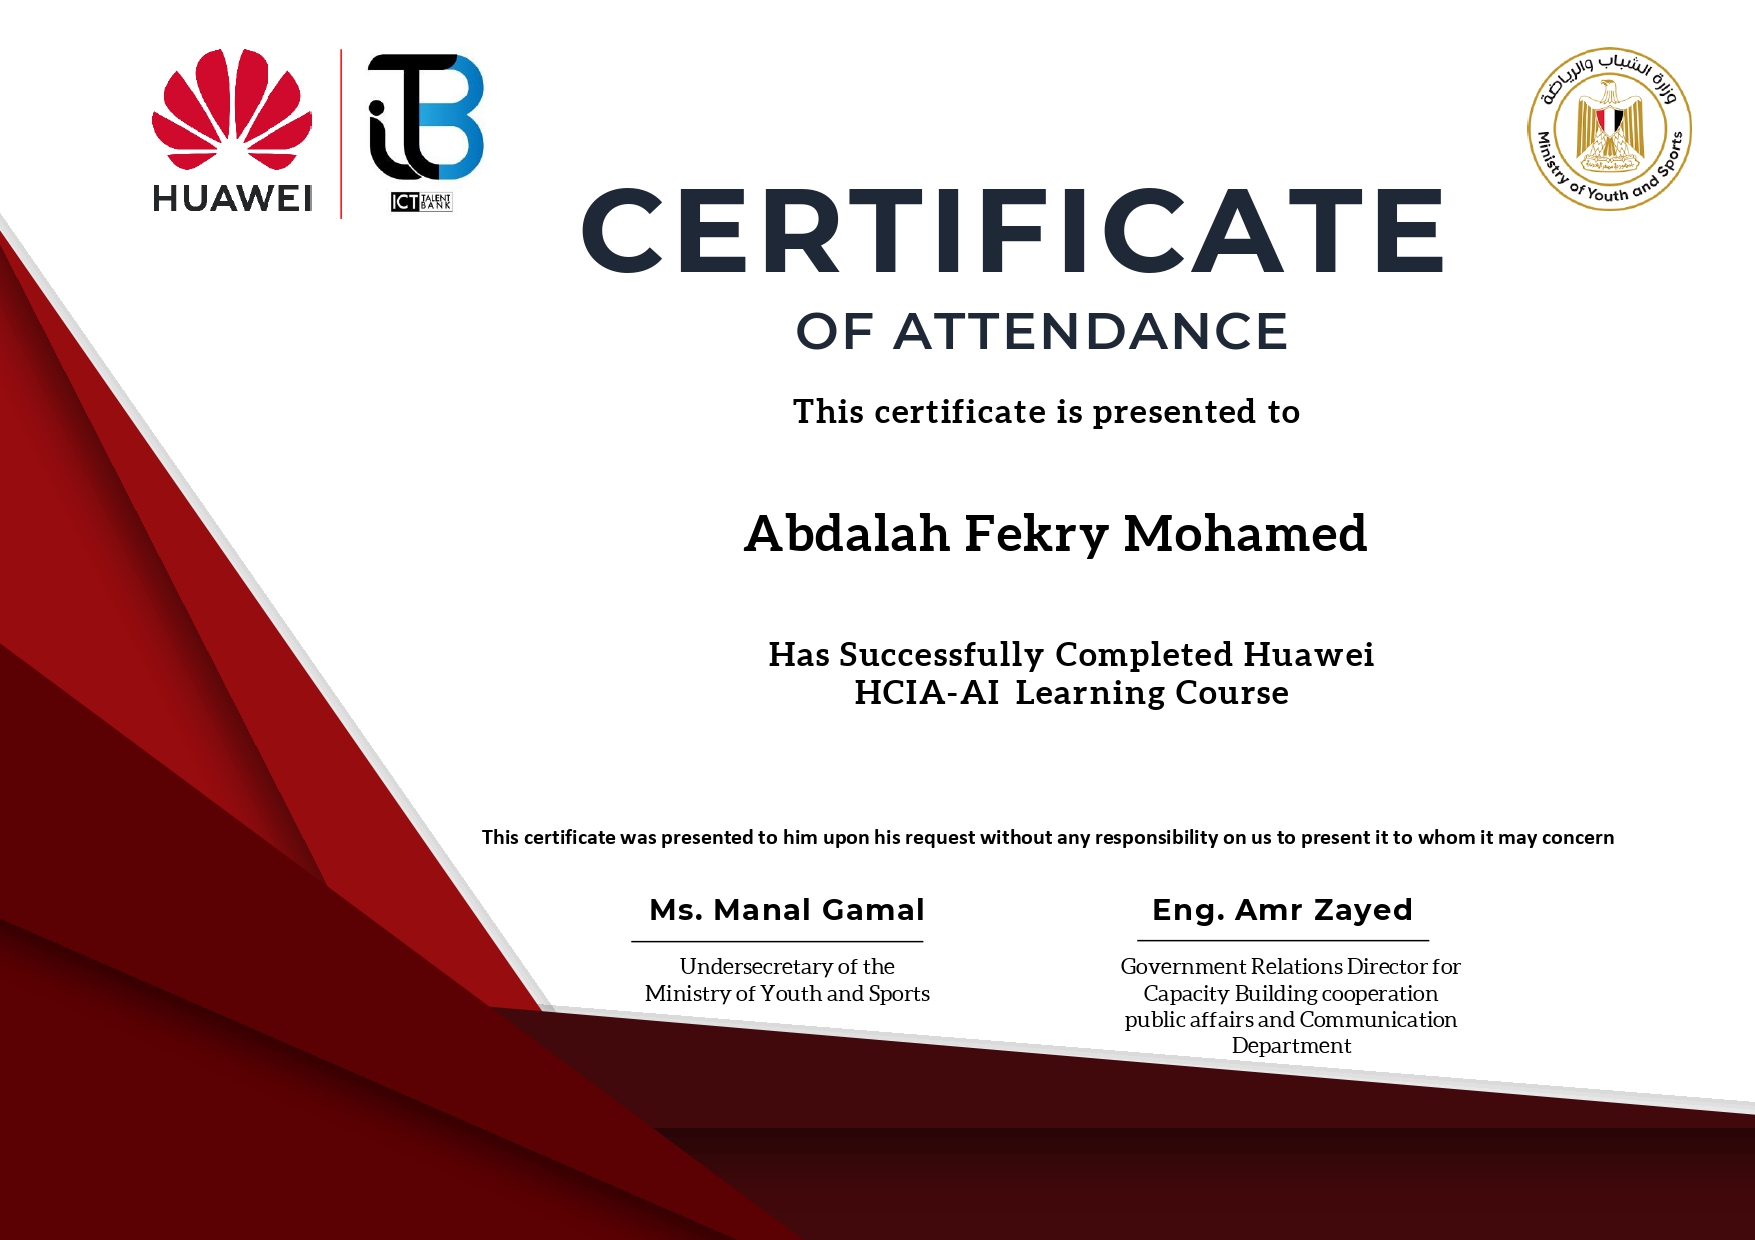 HUAWEI
iTB
ICT TALENT BANK
وزارة الشباب والرياضة
Ministry of Youth and Sports
CERTIFICATE
OF ATTENDANCE
This certificate is presented to
Abdalah Fekry Mohamed
Has Successfully Completed Huawei
HCIA-AI Learning Course
This certificate was presented to him upon his request without any responsibility on us to present it to whom it may concern
Ms. Manal Gamal
Undersecretary of the
Ministry of Youth and Sports
Eng. Amr Zayed
Government Relations Director for
Capacity Building cooperation
public affairs and Communication
Department